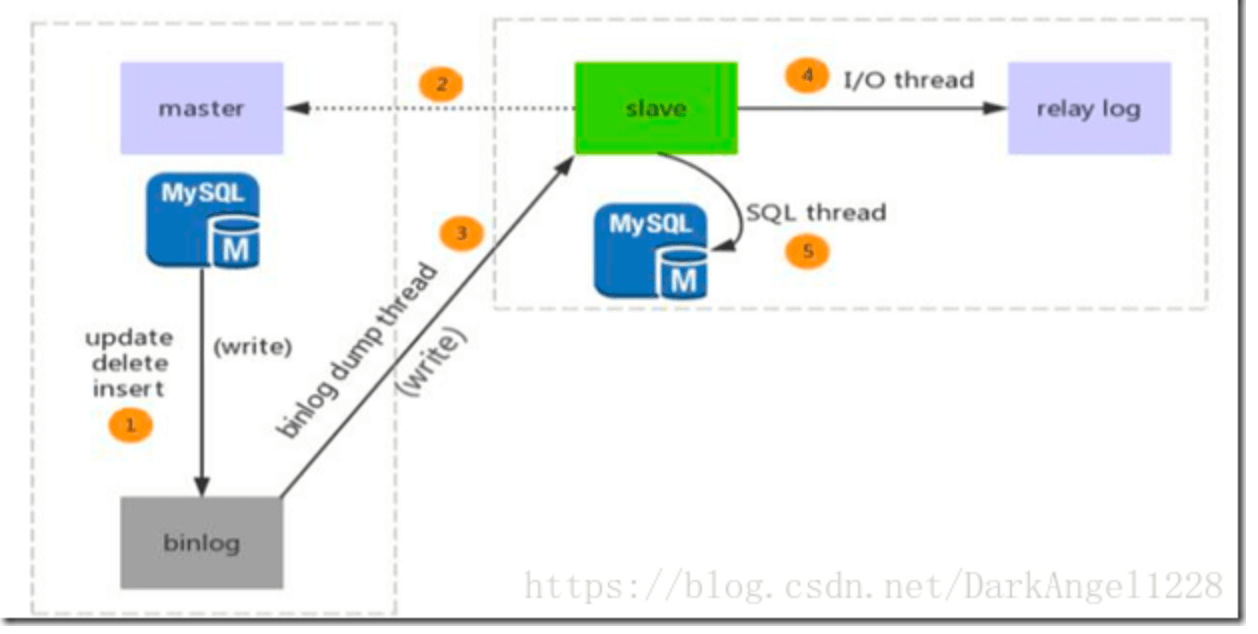 master
2
slave
4
I/O thread
relay log
MySQL
M
3
MySQL
M
SQL thread
5
update
delete
insert
(write)
1
binlog dump thread
(write)
binlog
https://blog.csdn.net/DarkAngel1228